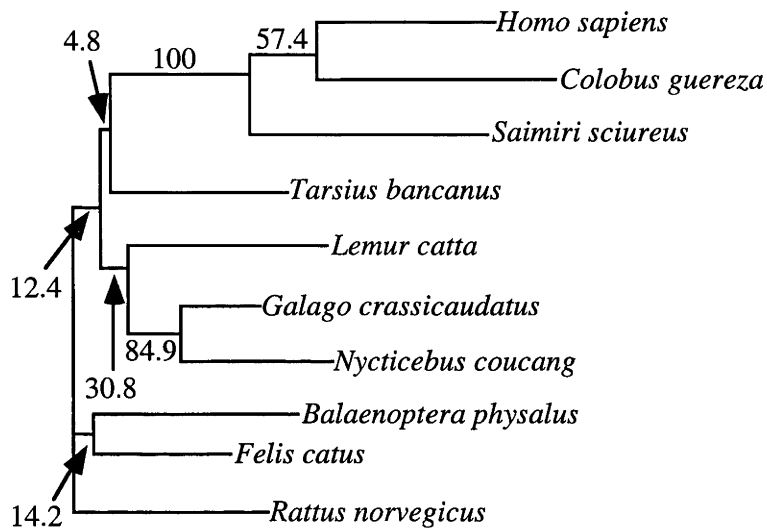 Homo sapiens
4.8
57.4
100
Colobus guereza
Saimiri sciureus
Tarsius bancanus
Lemur catta
12.4
Galago crassicaudatus
84.9
Nycticebus coucang
30.8
Balaenoptera physalus
Felis catus
14.2
Rattus norvegicus